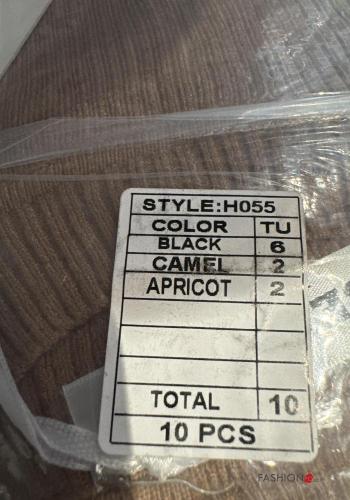 STYLE:H055
COLOR TU
BLACK 6
CAMEL 2
APRICOT 2
TOTAL 10
10 PCS
FASHION